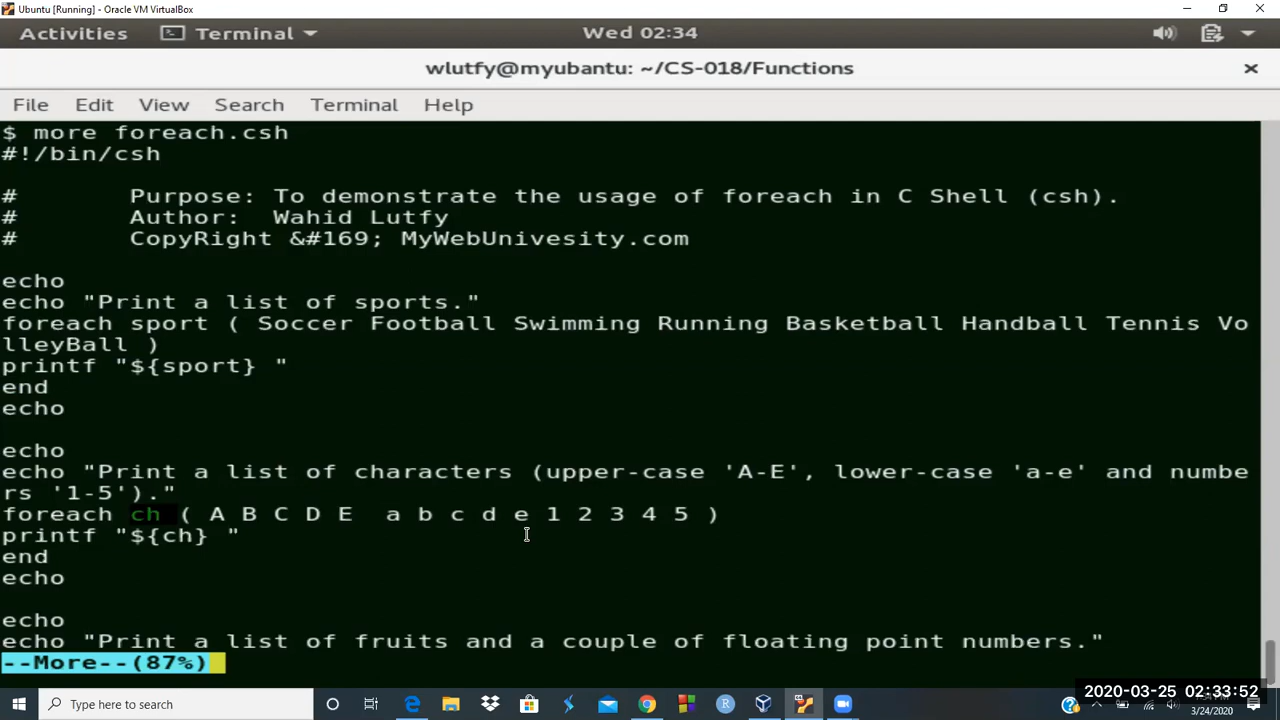 Ubuntu [Running] - Oracle VM VirtualBox
Activities Terminal Wed 02:34
wlutfy@myubantu: ~/CS-018/Functions
File Edit View Search Terminal Help
$ more foreach.csh
#!/bin/csh
# Purpose: To demonstrate the usage of foreach in C Shell (csh).
# Author: Wahid Lutfy
# CopyRight &#169; MyWebUnivesity.com
echo
echo "Print a list of sports."
foreach sport ( Soccer Football Swimming Running Basketball Handball Tennis Vo
lleyBall )
printf "${sport} "
end
echo
echo
echo "Print a list of characters (upper-case 'A-E', lower-case 'a-e' and numbe
rs '1-5')."
foreach ch ( A B C D E  a b c d e 1 2 3 4 5 )
printf "${ch} "
end
echo
echo
echo "Print a list of fruits and a couple of floating point numbers."
--More--(87%)
2020-03-25 02:33:52
Type here to search
3/24/2020